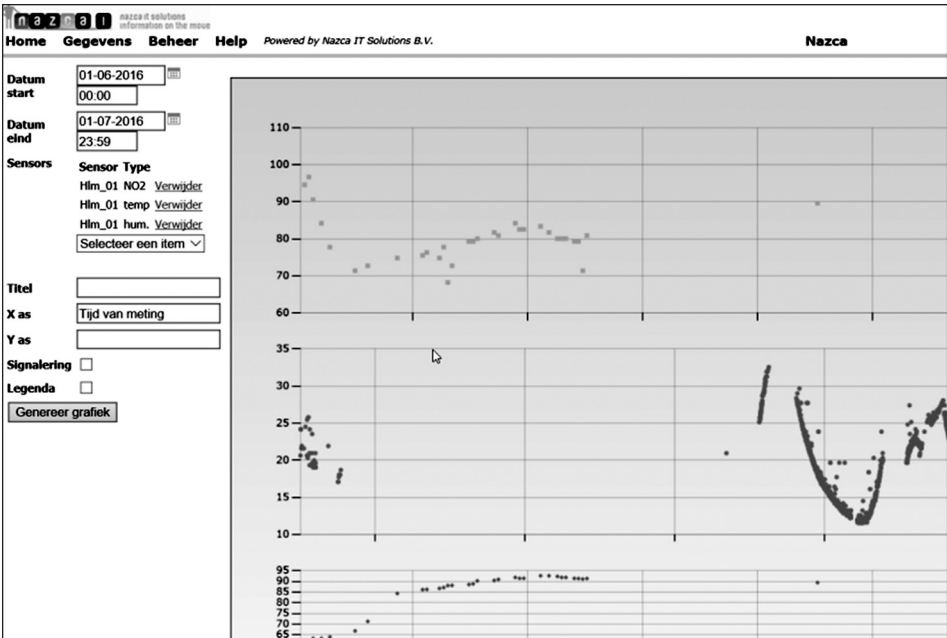 nazcai nazca it solutions
information on the move
Home Gegevens Beheer Help Powered by Nazca IT Solutions B.V. Nazca
Datum start 01-06-2016
00:00
Datum eind 01-07-2016
23:59
Sensors
Sensor Type
Hlm_01 NO2 Verwijder
Hlm_01 temp Verwijder
Hlm_01 hum. Verwijder
Selecteer een item
Titel
X as Tijd van meting
Y as
Signalering
Legenda
Genereer grafiek
110
100
90
80
70
60
35
30
25
20
15
10
95
90
85
80
75
70
65